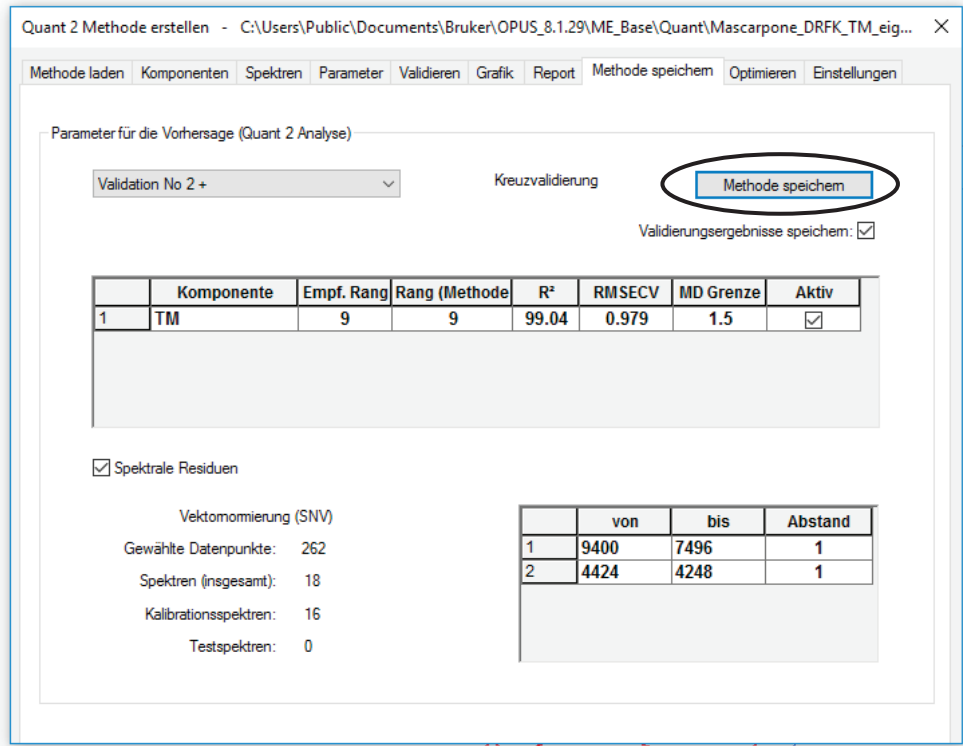 Quant 2 Methode erstellen - C:\Users\Public\Documents\Bruker\OPUS_8.1.29\ME_Base\Quant\Mascarpone_DRFK_TM_eig...
Methode laden Komponenten Spektren Parameter Validieren Grafik Report Methode speichern Optimieren Einstellungen
Parameter für die Vorhersage (Quant 2 Analyse)
Validation No 2 + Kreuzvalidierung Methode speichern
Validierungsergebnisse speichern:
Komponente Empf. Rang Rang (Methode R² RMSECV MD Grenze Aktiv
1 TM 9 9 99.04 0.979 1.5
Spektrale Residuen
Vektornormierung (SNV)
Gewählte Datenpunkte: 262
Spektren (insgesamt): 18
Kalibrationsspektren: 16
Testspektren: 0
von bis Abstand
1 9400 7496 1
2 4424 4248 1